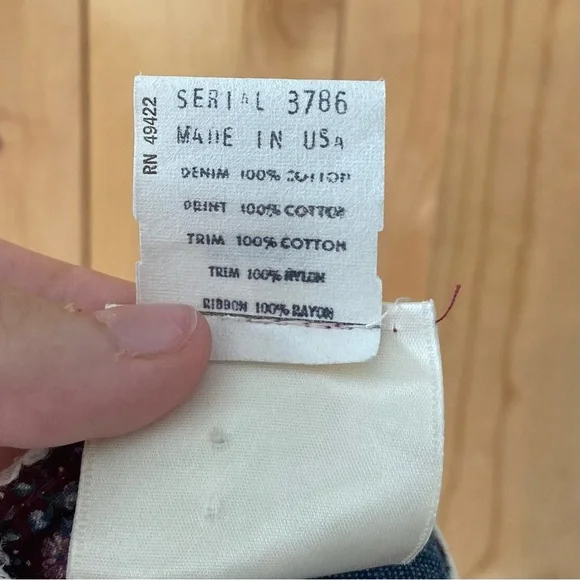 RN 49422
SERIAL 3786
MADE IN USA
DENIM 100% COTTON
PRINT 100% COTTON
TRIM 100% COTTON
TRIM 100% NYLON
RIBBON 100% RAYON